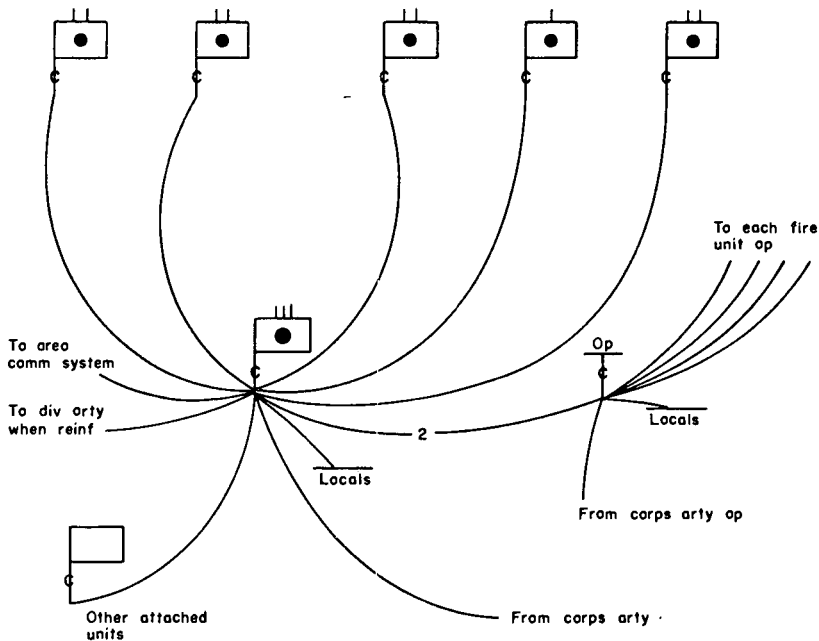 To each fire
unit op
To area
comm system
Op
To div arty
when reinf
2
Locals
Locals
From corps arty op
Other attached
units
From corps arty